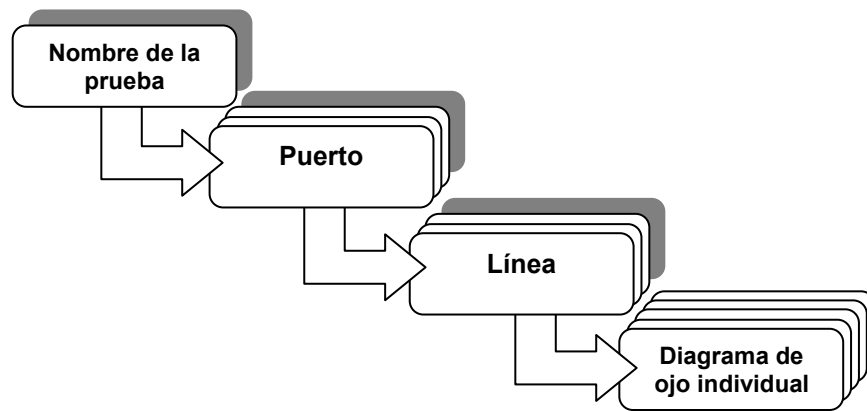 Nombre de la
prueba
Puerto
Línea
Diagrama de
ojo individual